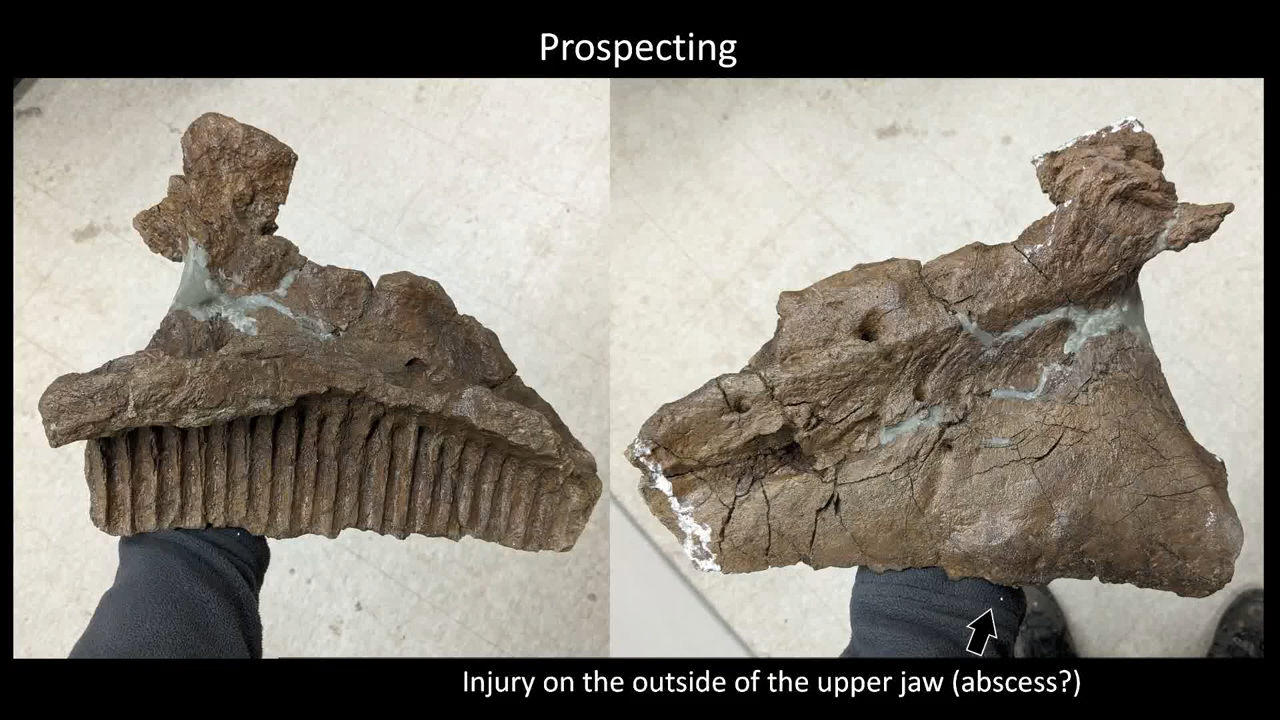 Prospecting
Injury on the outside of the upper jaw (abscess?)